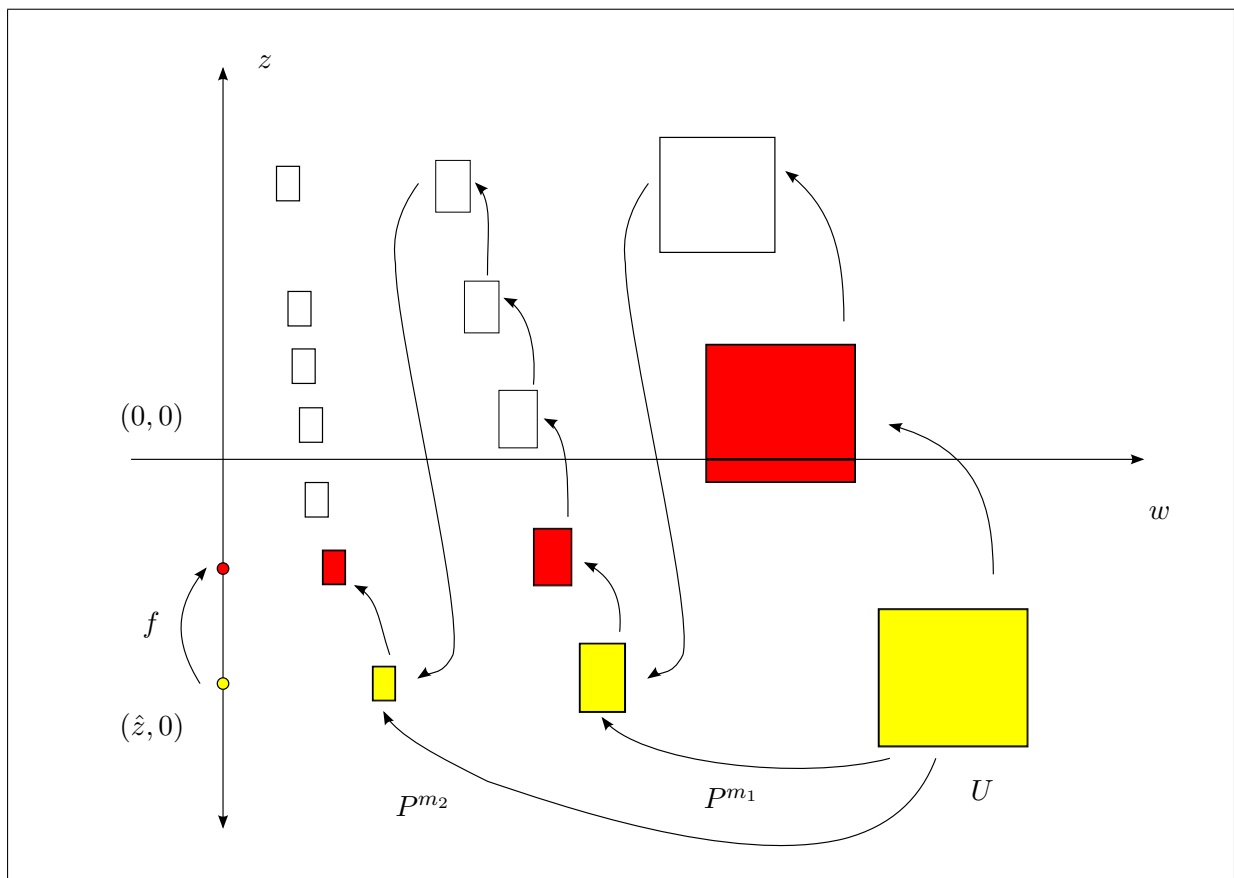 z
(0, 0)
w
f
(ẑ, 0)
P^{m_2}
P^{m_1}
U